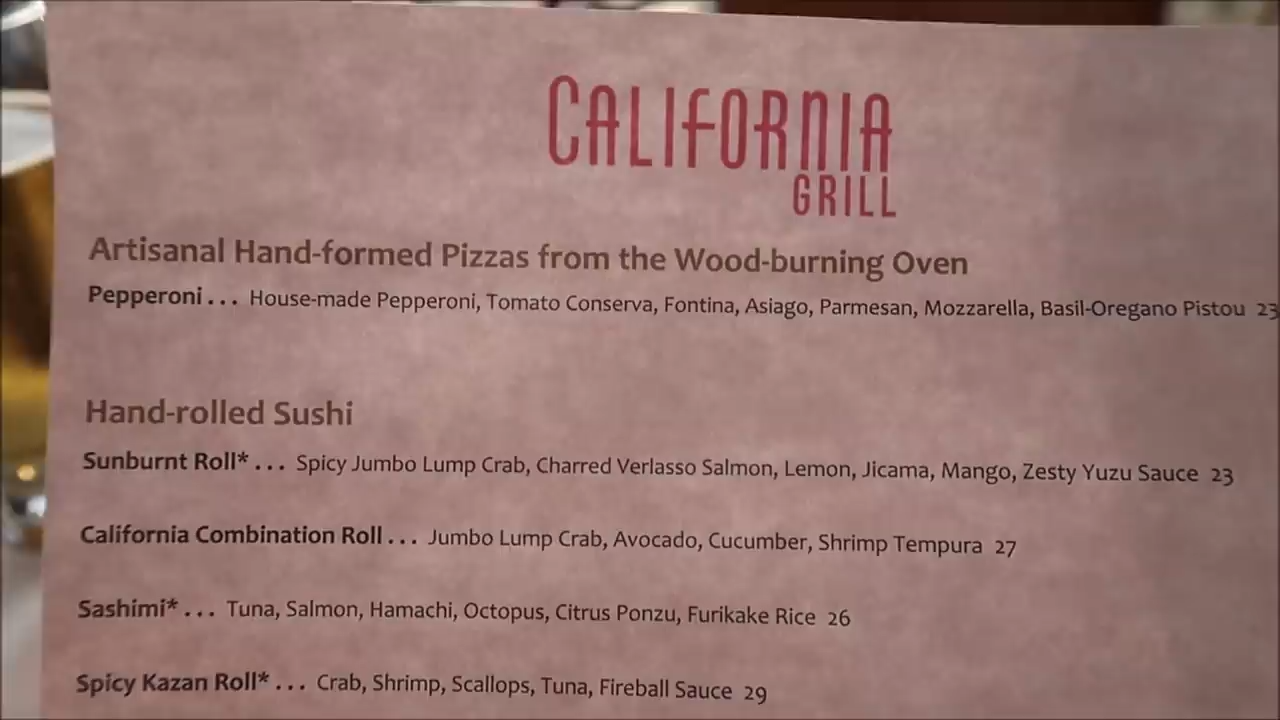 CALIFORNIA
GRILL
Artisanal Hand-formed Pizzas from the Wood-burning Oven
Pepperoni . . . House-made Pepperoni, Tomato Conserva, Fontina, Asiago, Parmesan, Mozzarella, Basil-Oregano Pistou 23
Hand-rolled Sushi
Sunburnt Roll* . . . Spicy Jumbo Lump Crab, Charred Verlasso Salmon, Lemon, Jicama, Mango, Zesty Yuzu Sauce 23
California Combination Roll . . . Jumbo Lump Crab, Avocado, Cucumber, Shrimp Tempura 27
Sashimi* . . . Tuna, Salmon, Hamachi, Octopus, Citrus Ponzu, Furikake Rice 26
Spicy Kazan Roll* . . . Crab, Shrimp, Scallops, Tuna, Fireball Sauce 29